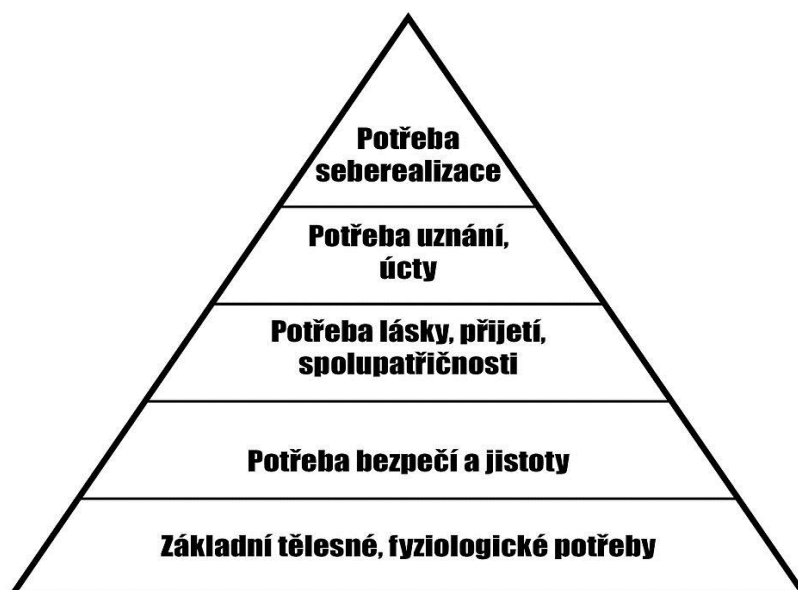 Potřeba
seberealizace
Potřeba uznání,
úcty
Potřeba lásky, přijetí,
spolupatřičnosti
Potřeba bezpečí a jistoty
Základní tělesné, fyziologické potřeby